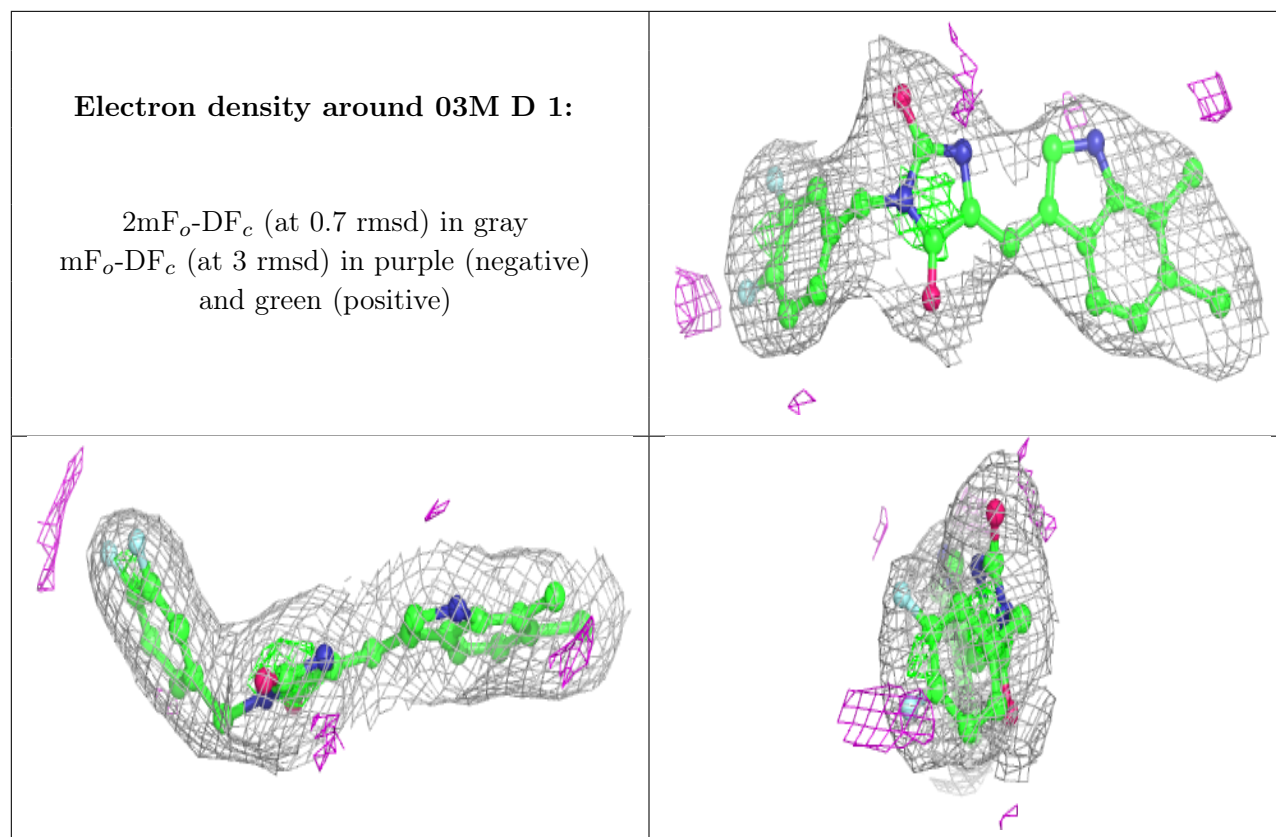 Electron density around 03M D 1:
2mFₒ-DF𝒸 (at 0.7 rmsd) in gray
mFₒ-DF𝒸 (at 3 rmsd) in purple (negative)
and green (positive)